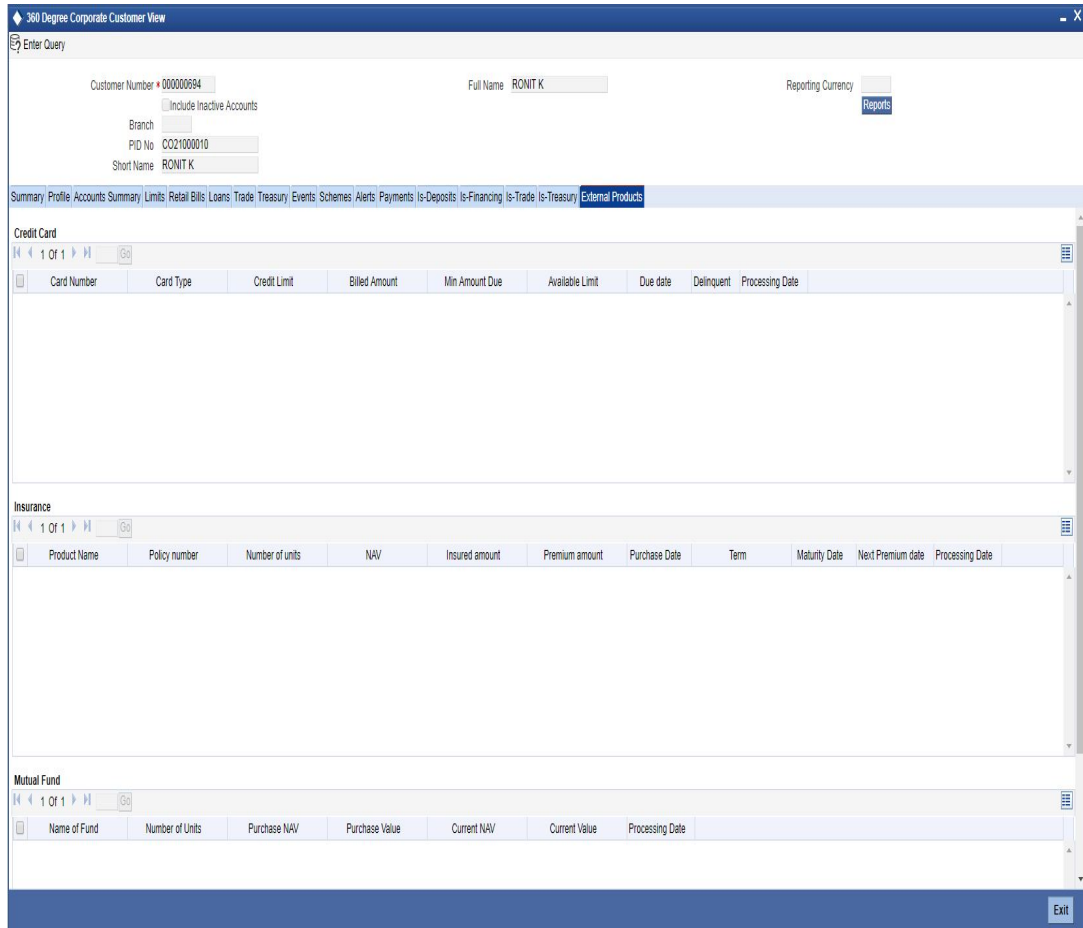 360 Degree Corporate Customer View - X
Enter Query
Customer Number * 000000694 Full Name RONIT K Reporting Currency
Include Inactive Accounts Reports
Branch
PID No CO21000010
Short Name RONIT K
Summary Profile Accounts Summary Limits Retail Bills Loans Trade Treasury Events Schemes Alerts Payments Is-Deposits Is-Financing Is-Trade Is-Treasury External Products
Credit Card
1 Of 1 Go
Card Number Card Type Credit Limit Billed Amount Min Amount Due Available Limit Due date Delinquent Processing Date
Insurance
1 Of 1 Go
Product Name Policy number Number of units NAV Insured amount Premium amount Purchase Date Term Maturity Date Next Premium date Processing Date
Mutual Fund
1 Of 1 Go
Name of Fund Number of Units Purchase NAV Purchase Value Current NAV Current Value Processing Date
Exit